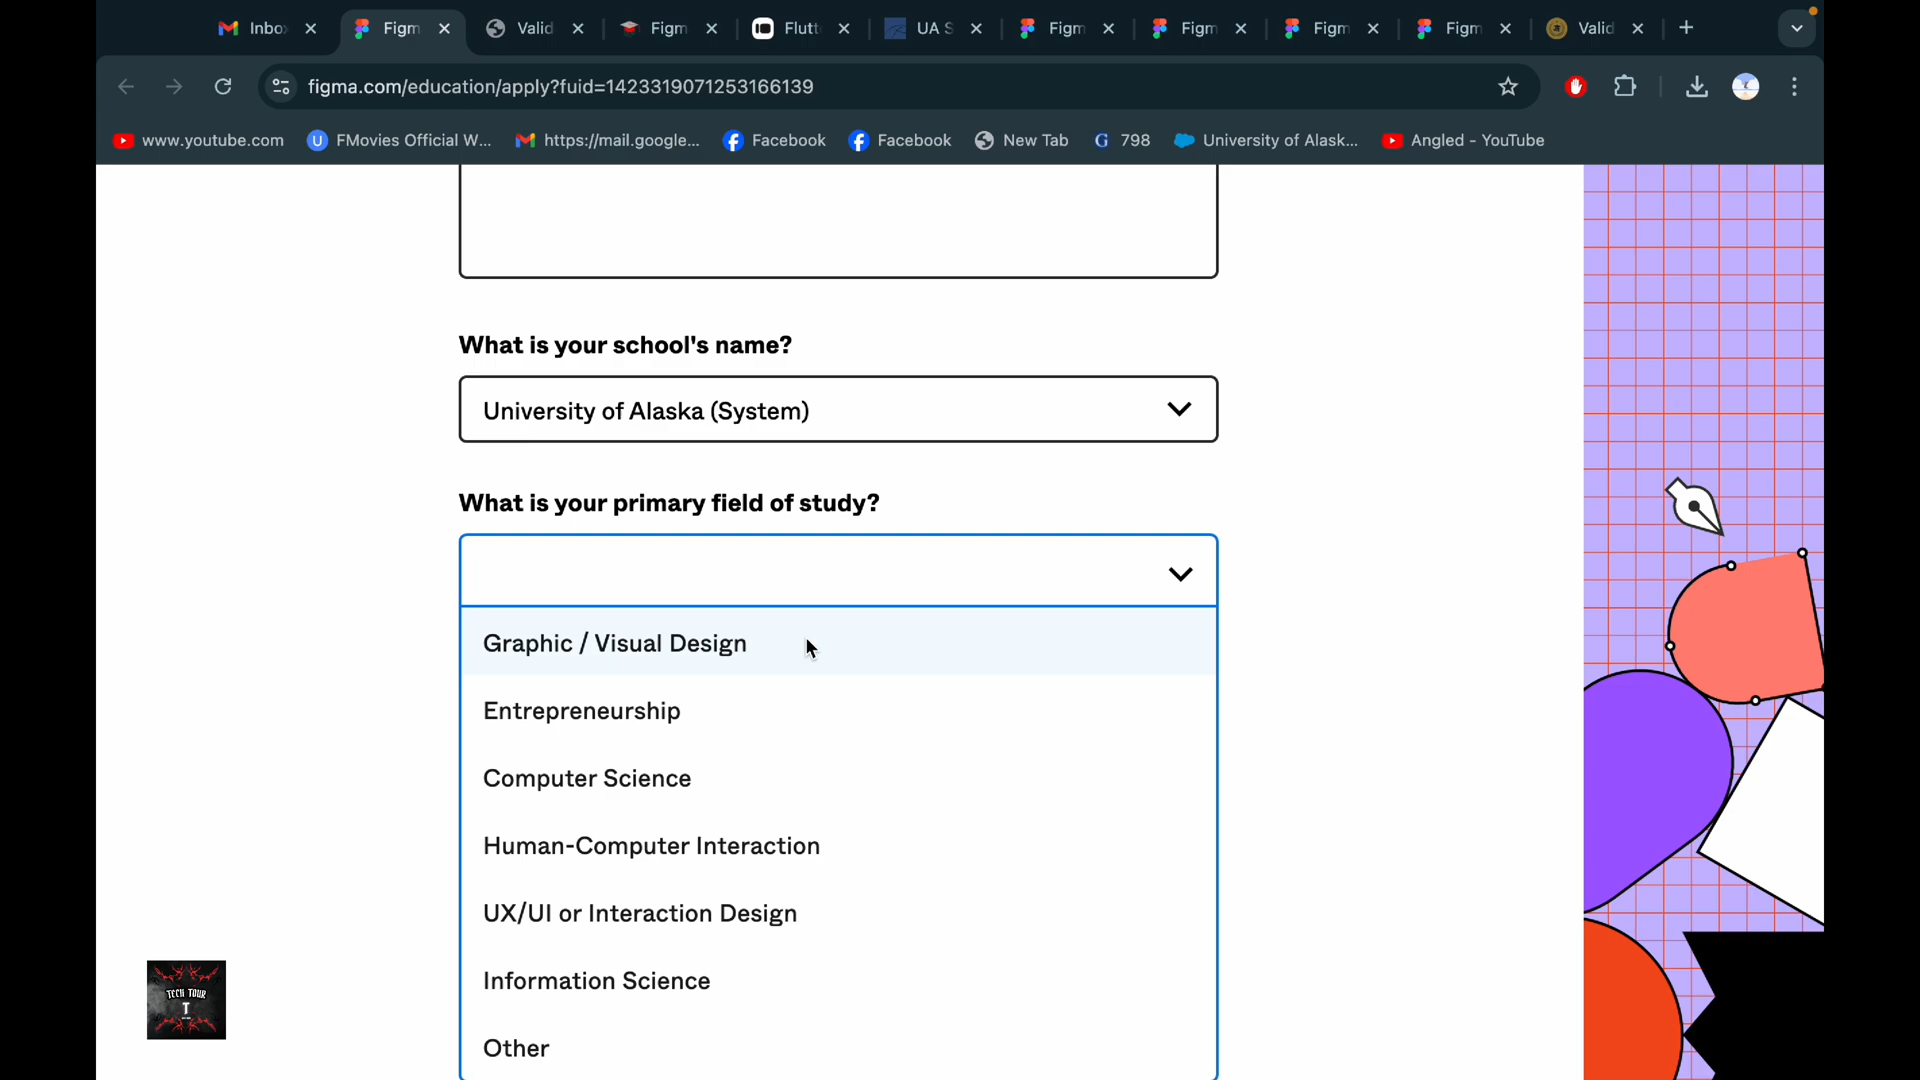 Inbo
Figm
Valid
Figm
Flutt
UA S
Figm
Figm
Figm
Figm
Valid
figma.com/education/apply?fuid=1423319071253166139
www.youtube.com
FMovies Official W...
https://mail.google...
Facebook
Facebook
New Tab
798
University of Alask...
Angled - YouTube
What is your school's name?
University of Alaska (System)
What is your primary field of study?
Graphic / Visual Design
Entrepreneurship
Computer Science
Human-Computer Interaction
UX/UI or Interaction Design
Information Science
Other
TECH TOUR
T